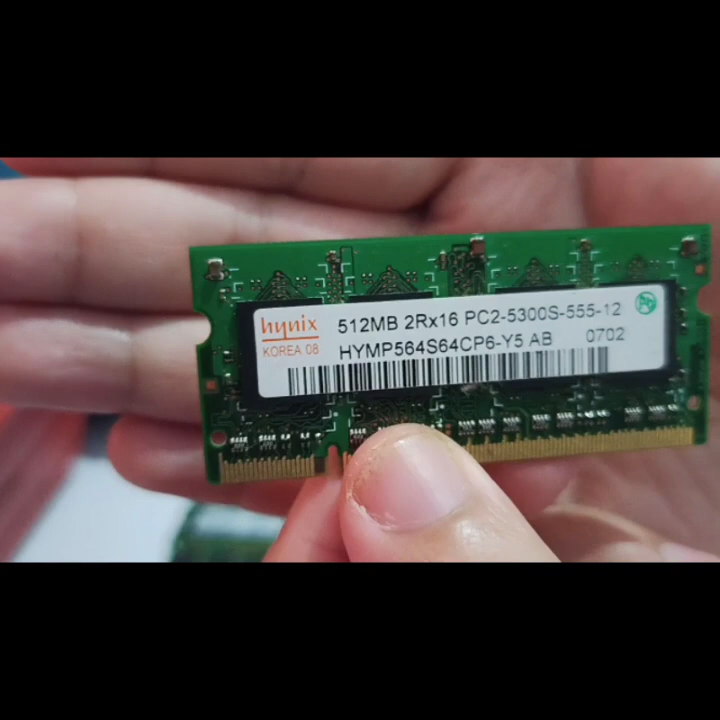 hynix
KOREA 08
512MB 2Rx16 PC2-5300S-555-12
HYMP564S64CP6-Y5 AB 0702